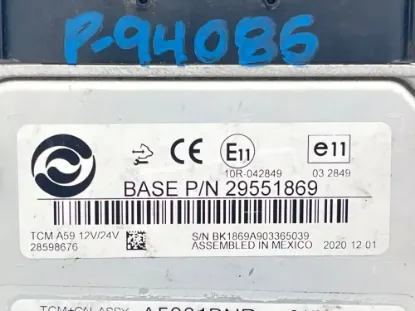 P-94086
CE E11 e11
10R-042849 03 2849
BASE P/N 29551869
TCM A59 12V/24V S/N BK1869A903365039
28598676 ASSEMBLED IN MEXICO 2020 12 01